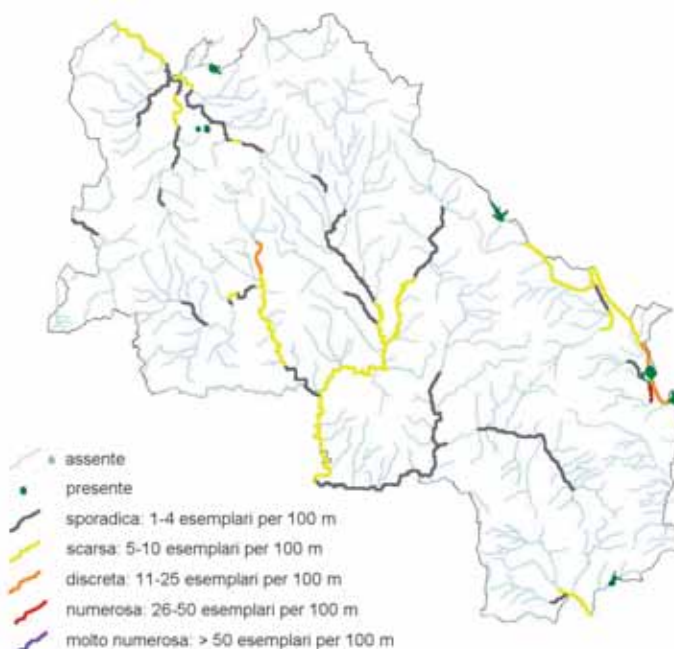 assente
presente
sporadica: 1-4 esemplari per 100 m
scarsa: 5-10 esemplari per 100 m
discreta: 11-25 esemplari per 100 m
numerosa: 26-50 esemplari per 100 m
molto numerosa: > 50 esemplari per 100 m